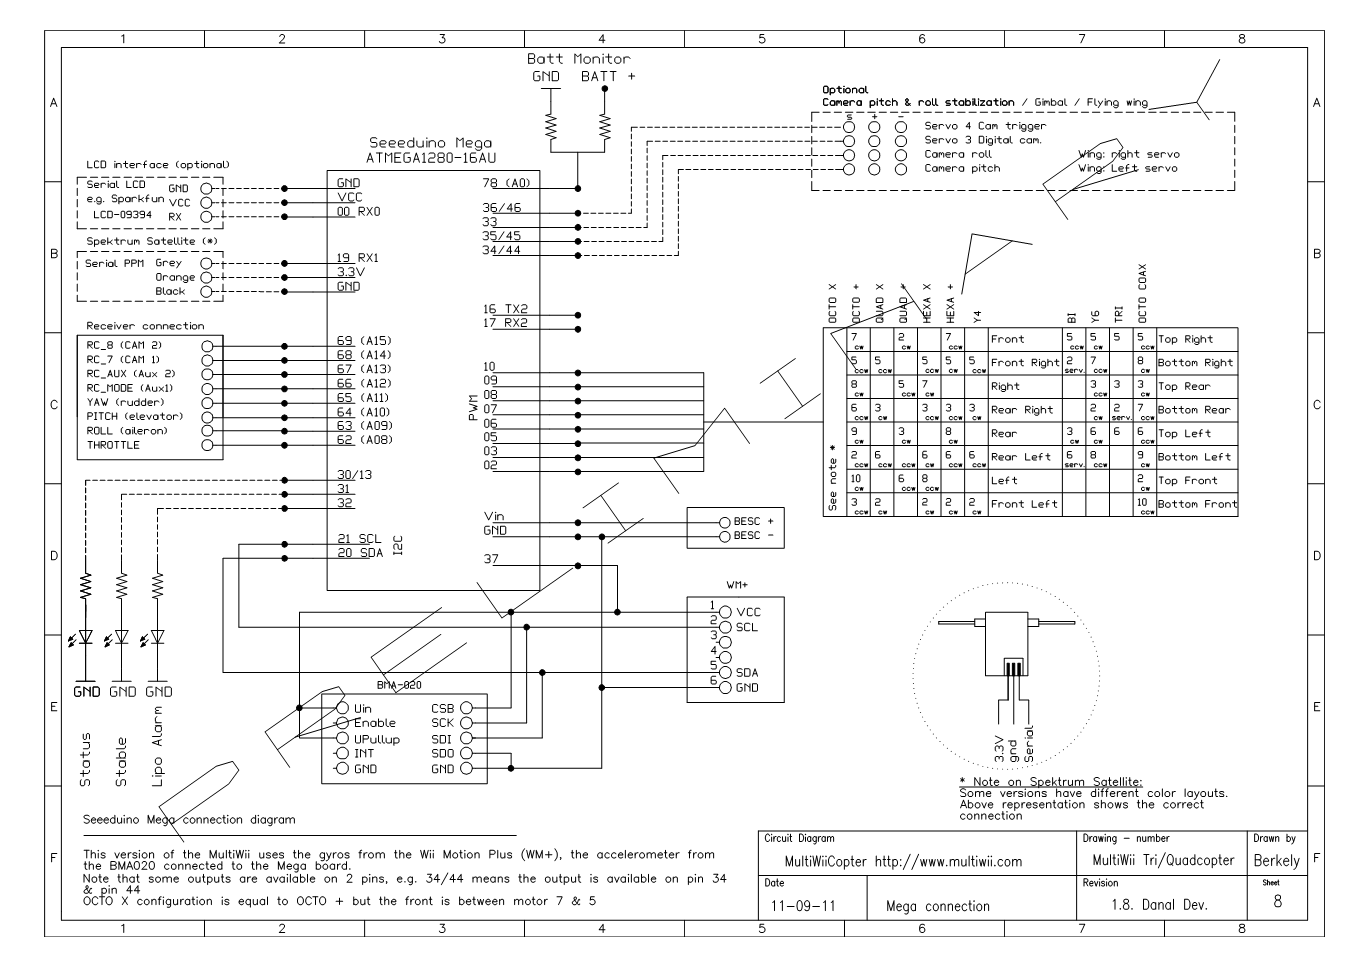 1 2 3 4 5 6 7 8
A
B
C
D
E
F
A
B
C
D
E
F
Batt Monitor
GND BATT +
Seeeduino Mega
ATMEGA1280-16AU
LCD interface (optional)
Serial LCD
e.g. Sparkfun
LCD-09394
GND
VCC
RX
Spektrum Satellite (*)
Serial PPM Grey
Orange
Black
Receiver connection
RC_8 (CAM 2)
RC_7 (CAM 1)
RC_AUX (Aux 2)
RC_MODE (Aux1)
YAW (rudder)
PITCH (elevator)
ROLL (aileron)
THROTTLE
GND
VCC
00 RX0
19 RX1
3.3V
GND
69 (A15)
68 (A14)
67 (A13)
66 (A12)
65 (A11)
64 (A10)
63 (A09)
62 (A08)
30/13
31
32
21 SCL
20 SDA
I2C
78 (A0)
36/46
33
35/45
34/44
16 TX2
17 RX2
PWM
10
09
08
07
06
05
03
02
Vin
GND
37
Optional
Camera pitch & roll stabilization / Gimbal / Flying wing
s + -
Servo 4 Cam trigger
Servo 3 Digital cam.
Camera roll Wing: right servo
Camera pitch Wing: Left servo
OCTO X
OCTO +
QUAD X
QUAD +
HEXA X
HEXA +
Y4
BI
Y6
TRI
OCTO COAX
See note *
7 cw 2 cw 7 ccw Front 5 ccw 5 ccw 5 5 ccw Top Right
5 ccw 5 ccw 5 ccw 5 cw 5 ccw Front Right 2 serv. 7 cw 8 cw Bottom Right
8 cw 5 ccw 7 cw Right 3 ccw 3 3 cw Top Rear
6 ccw 3 cw 3 ccw 3 cw 3 cw Rear Right 2 cw 2 serv. 7 ccw Bottom Rear
9 cw 3 cw 8 cw Rear 3 cw 6 cw 6 6 cw Top Left
2 ccw 6 ccw 6 cw 6 ccw 6 ccw Rear Left 6 serv. 8 ccw 9 ccw Bottom Left
10 cw 6 ccw 8 ccw Left 2 cw Top Front
3 ccw 2 cw 2 cw 2 cw 2 cw Front Left 10 ccw Bottom Front
BESC +
BESC -
WM+
1 VCC
2 SCL
3
4
5 SDA
6 GND
BMA-020
Uin
Enable
UPullup
INT
GND
CSB
SCK
SDI
SDO
GND
GND GND GND
Status
Stable
Lipo Alarm
3.3V
gnd
Serial
* Note on Spektrum Satellite:
Some versions have different color layouts.
Above representation shows the correct
connection
Seeeduino Mega connection diagram
This version of the MultiWii uses the gyros from the Wii Motion Plus (WM+), the accelerometer from
the BMA020 connected to the Mega board.
Note that some outputs are available on 2 pins, e.g. 34/44 means the output is available on pin 34
& pin 44
OCTO X configuration is equal to OCTO + but the front is between motor 7 & 5
Circuit Diagram
MultiWiiCopter http://www.multiwii.com
Drawing - number
MultiWii Tri/Quadcopter
Drawn by
Berkely
Date
11-09-11
Mega connection
Revision
1.8. Danal Dev.
Sheet
8
1 2 3 4 5 6 7 8